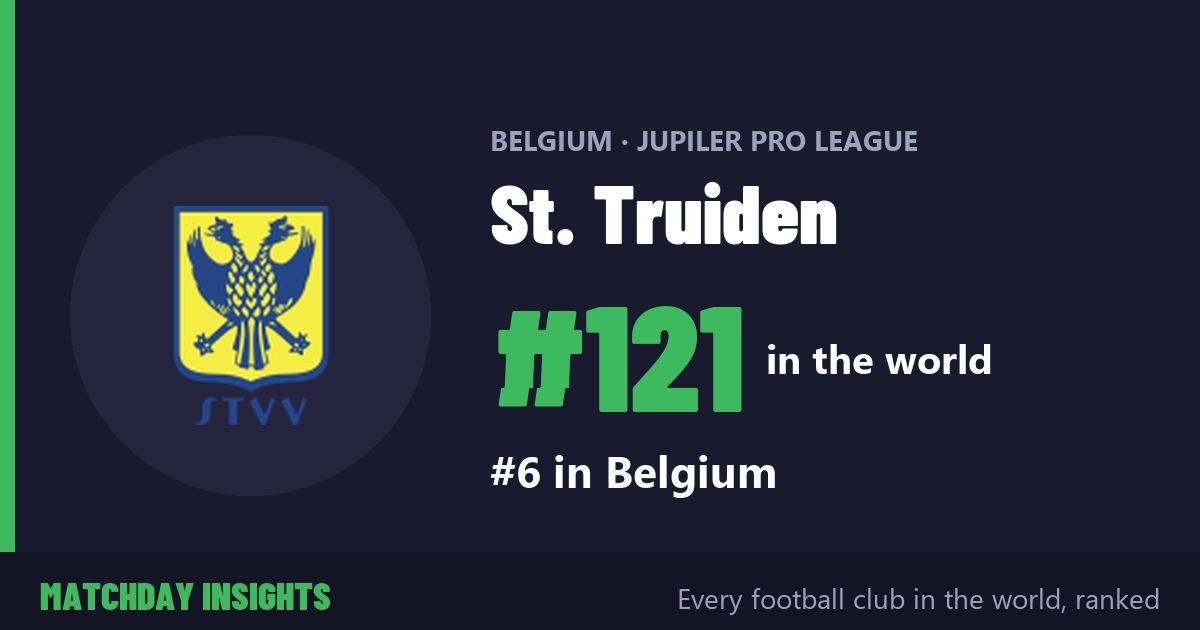 BELGIUM · JUPILER PRO LEAGUE
St. Truiden
#121 in the world
#6 in Belgium
STVV
MATCHDAY INSIGHTS
Every football club in the world, ranked